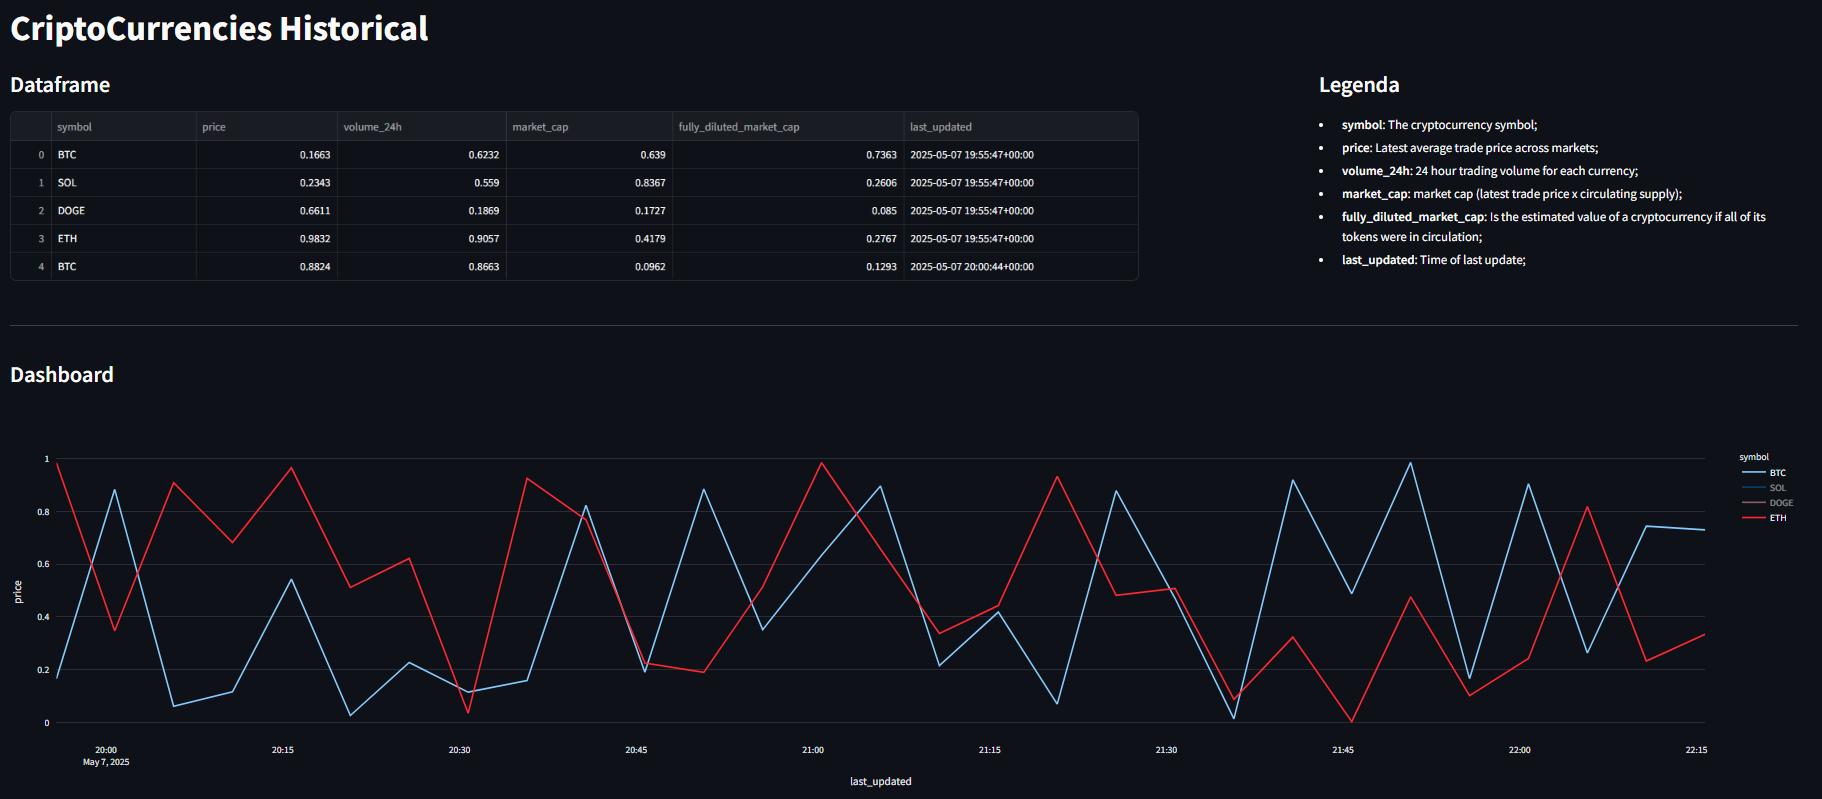 CriptoCurrencies Historical
Dataframe
symbol price volume_24h market_cap fully_diluted_market_cap last_updated
0 BTC 0.1663 0.6232 0.639 0.7363 2025-05-07 19:55:47+00:00
1 SOL 0.2343 0.559 0.8367 0.2606 2025-05-07 19:55:47+00:00
2 DOGE 0.6611 0.1869 0.1727 0.085 2025-05-07 19:55:47+00:00
3 ETH 0.9832 0.9057 0.4179 0.2767 2025-05-07 19:55:47+00:00
4 BTC 0.8824 0.8663 0.0962 0.1293 2025-05-07 20:00:44+00:00
Legenda
• symbol: The cryptocurrency symbol;
• price: Latest average trade price across markets;
• volume_24h: 24 hour trading volume for each currency;
• market_cap: market cap (latest trade price x circulating supply);
• fully_diluted_market_cap: Is the estimated value of a cryptocurrency if all of its
tokens were in circulation;
• last_updated: Time of last update;
Dashboard
price
1
0.8
0.6
0.4
0.2
0
20:00 20:15 20:30 20:45 21:00 21:15 21:30 21:45 22:00 22:15
May 7, 2025
last_updated
symbol
BTC
SOL
DOGE
ETH